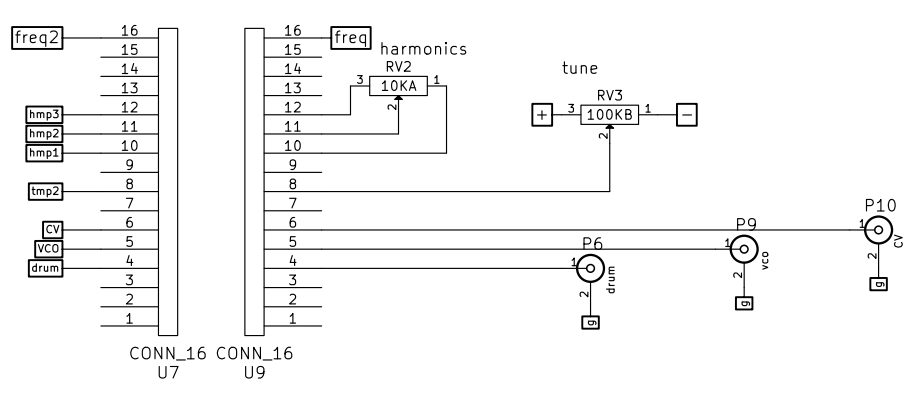 freq2
16
15
14
13
hmp3
12
hmp2
11
hmp1
10
9
tmp2
8
7
CV
6
VCO
5
drum
4
3
2
1
CONN_16
U7
16
freq
15
14
13
12
11
10
9
8
7
6
5
4
3
2
1
CONN_16
U9
harmonics
RV2
3
10KA
1
2
tune
RV3
+
3
100KB
1
-
2
P6
1
drum
2
g
P9
1
vco
2
g
P10
1
CV
2
g